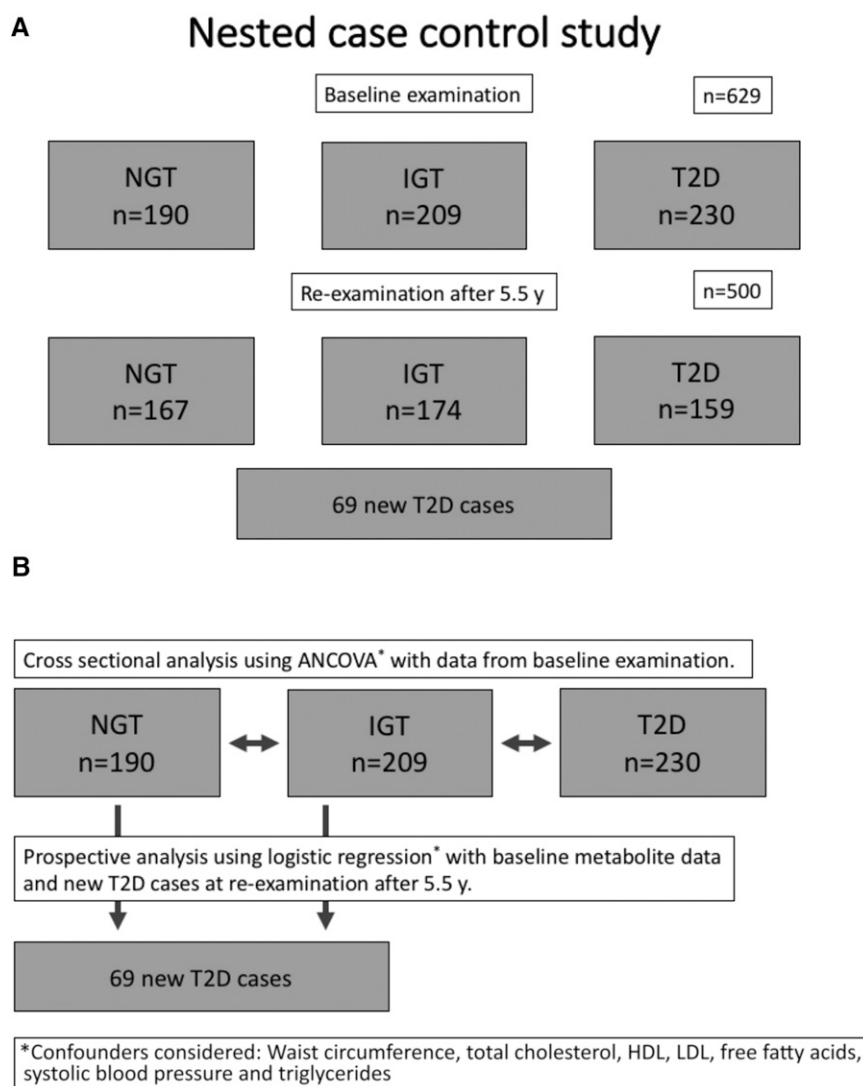 A
Nested case control study
Baseline examination
n=629
NGT
n=190
IGT
n=209
T2D
n=230
Re-examination after 5.5 y
n=500
NGT
n=167
IGT
n=174
T2D
n=159
69 new T2D cases
B
Cross sectional analysis using ANCOVA* with data from baseline examination.
NGT
n=190
IGT
n=209
T2D
n=230
Prospective analysis using logistic regression* with baseline metabolite data
and new T2D cases at re-examination after 5.5 y.
69 new T2D cases
*Confounders considered: Waist circumference, total cholesterol, HDL, LDL, free fatty acids,
systolic blood pressure and triglycerides